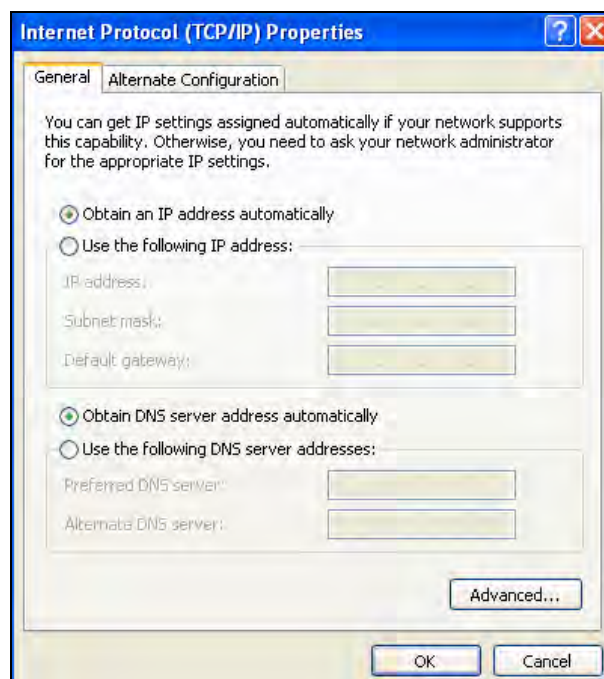 Internet Protocol (TCP/IP) Properties
General
Alternate Configuration
You can get IP settings assigned automatically if your network supports
this capability. Otherwise, you need to ask your network administrator
for the appropriate IP settings.
Obtain an IP address automatically
Use the following IP address:
IP address:
Subnet mask:
Default gateway:
Obtain DNS server address automatically
Use the following DNS server addresses:
Preferred DNS server:
Alternate DNS server:
Advanced...
OK
Cancel